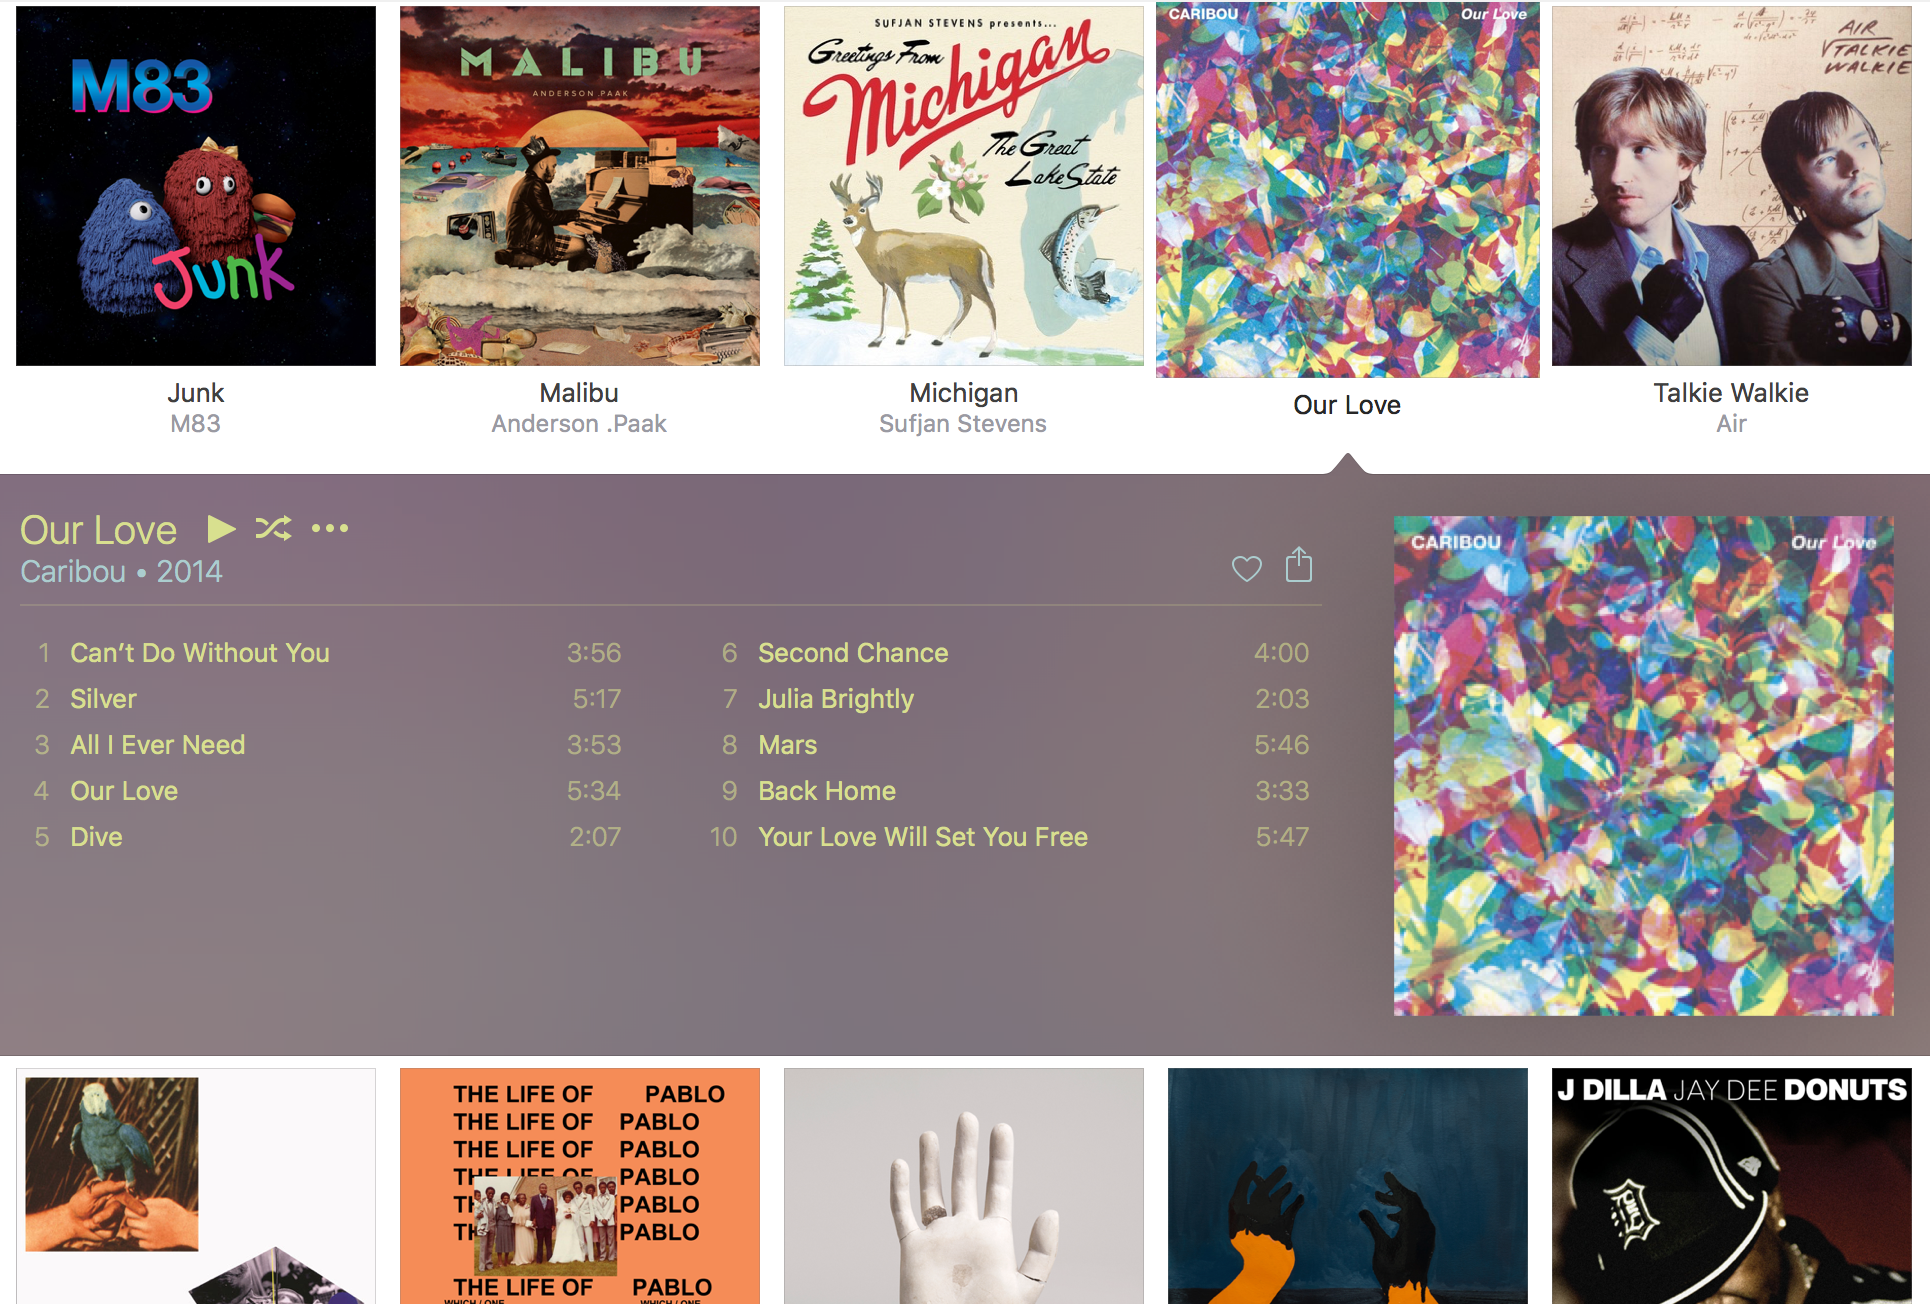 M83
Junk
MALIBU
ANDERSON .PAAK
SUFJAN STEVENS presents...
Greetings From
Michigan
The Great
Lake State
CARIBOU Our Love
AIR
TALKIE
WALKIE
Junk
M83
Malibu
Anderson .Paak
Michigan
Sufjan Stevens
Our Love
Talkie Walkie
Air
Our Love
Caribou • 2014
CARIBOU Our Love
1 Can’t Do Without You 3:56
2 Silver 5:17
3 All I Ever Need 3:53
4 Our Love 5:34
5 Dive 2:07
6 Second Chance 4:00
7 Julia Brightly 2:03
8 Mars 5:46
9 Back Home 3:33
10 Your Love Will Set You Free 5:47
THE LIFE OF PABLO
THE LIFE OF PABLO
THE LIFE OF PABLO
THE LIFE OF PABLO
PABLO
PABLO
THE LIFE OF PABLO
WHICH / ONE WHICH / ONE
J DILLA JAY DEE DONUTS